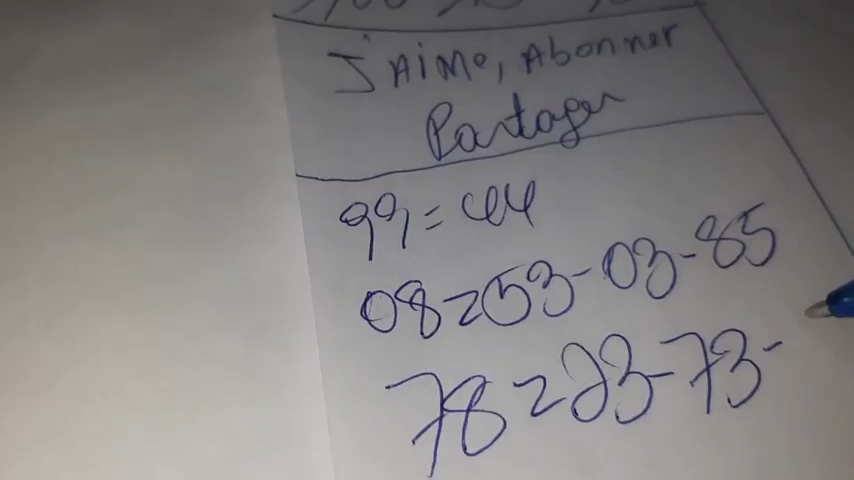 J'AiMe, Abonner
Partager
99=44
08=53-03-85
78=23-73-